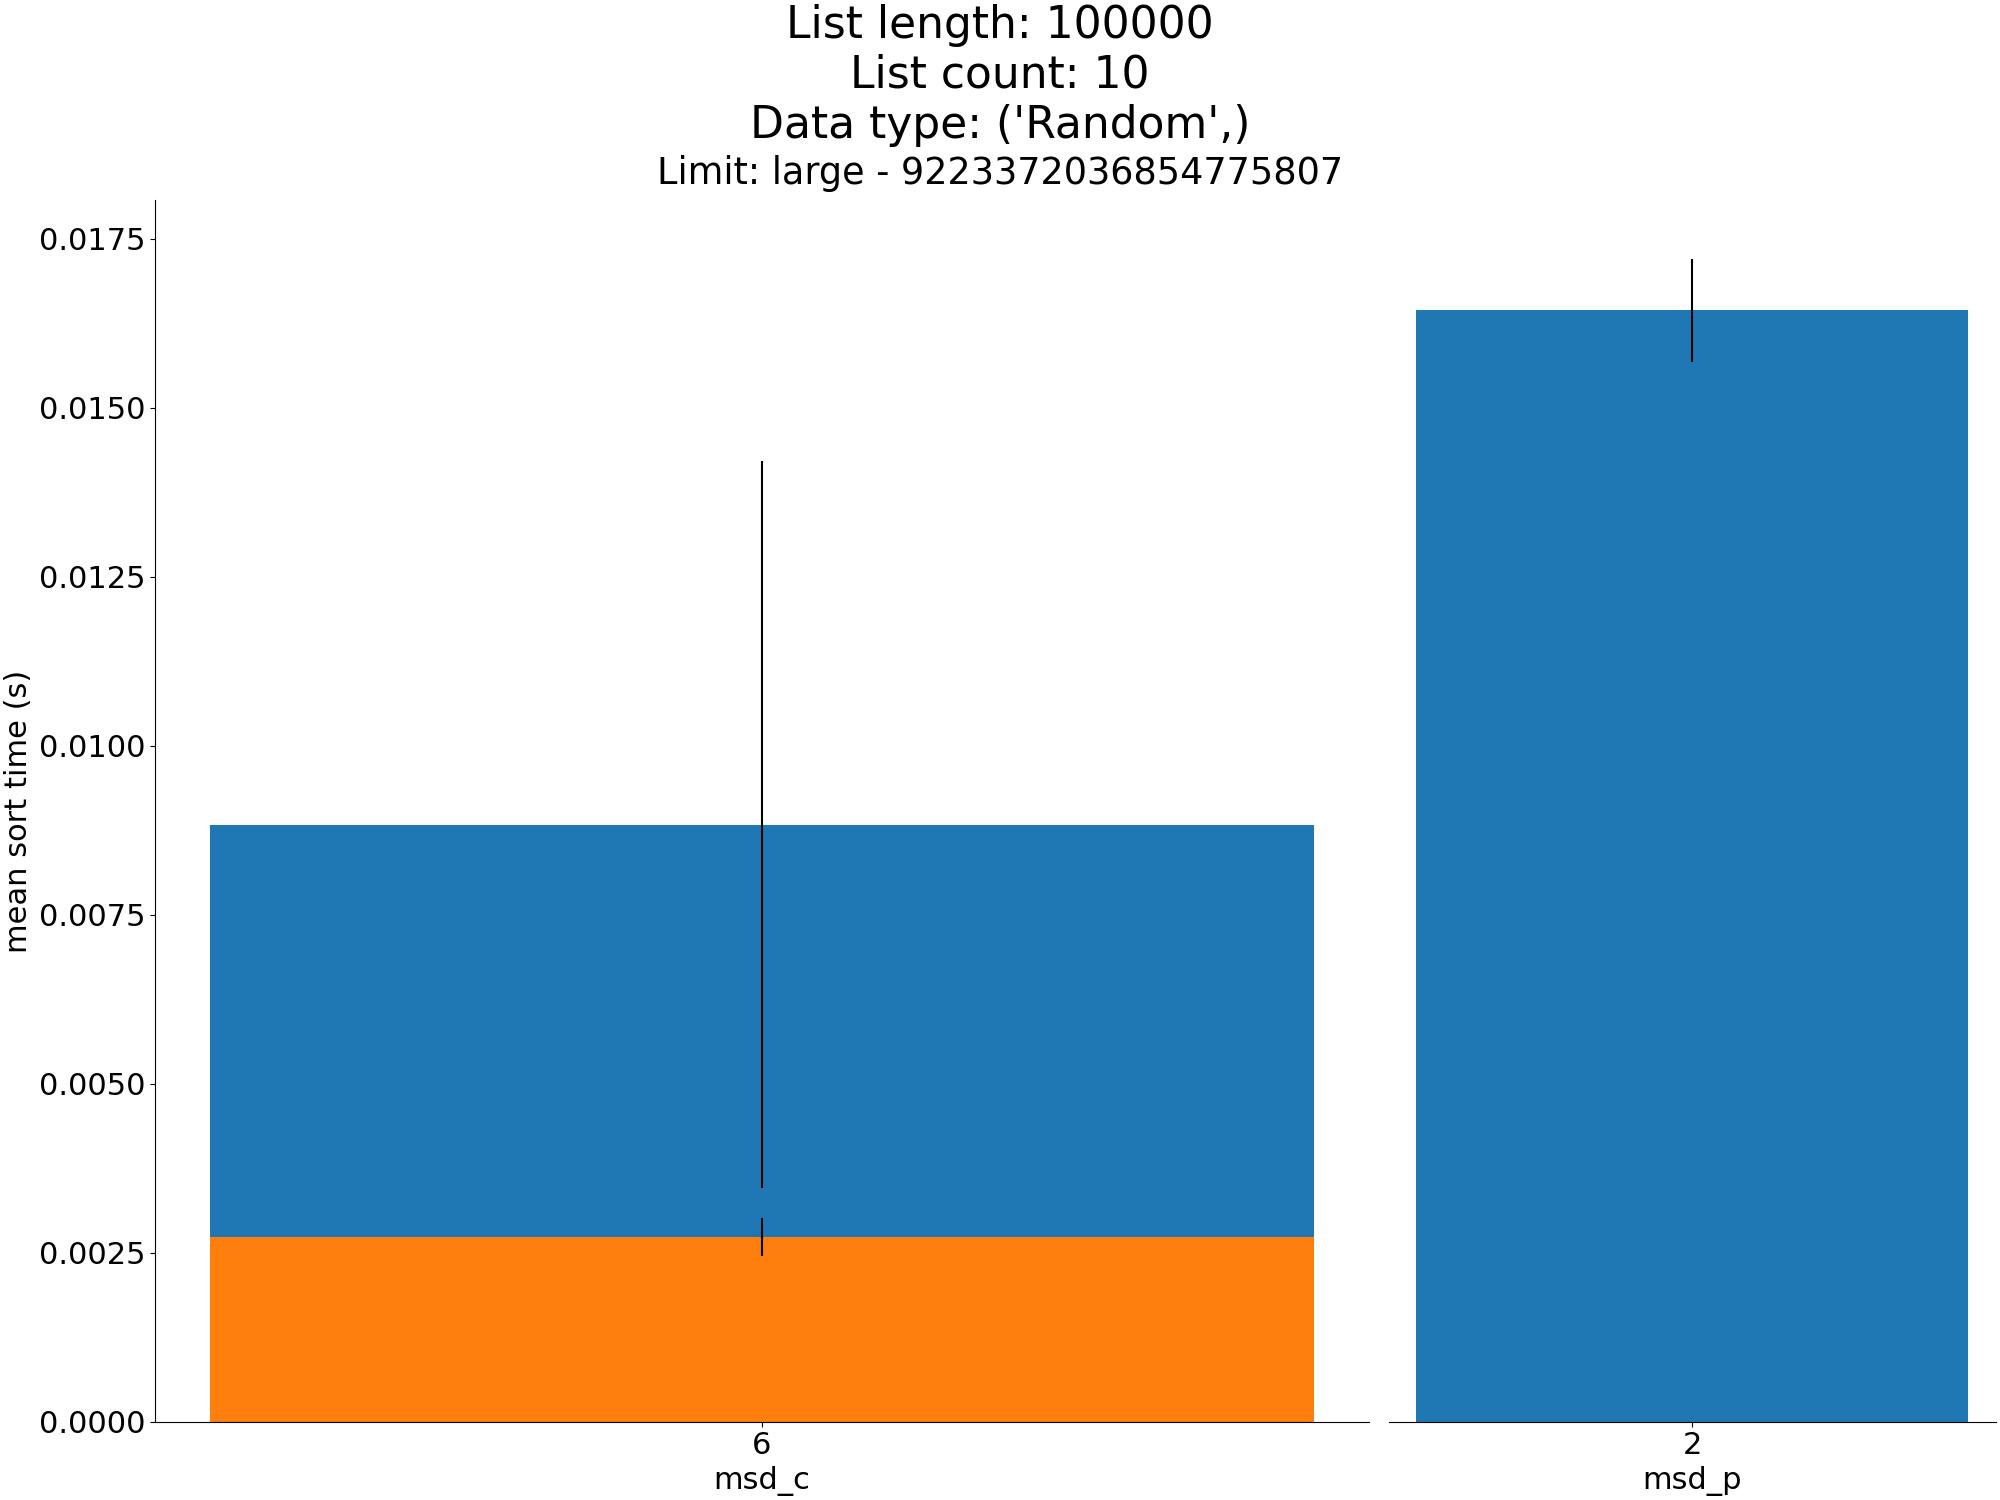 List length: 100000
List count: 10
Data type: ('Random',)
Limit: large - 9223372036854775807
0.0175
0.0150
0.0125
0.0100
0.0075
0.0050
0.0025
0.0000
mean sort time (s)
6
msd_c
2
msd_p